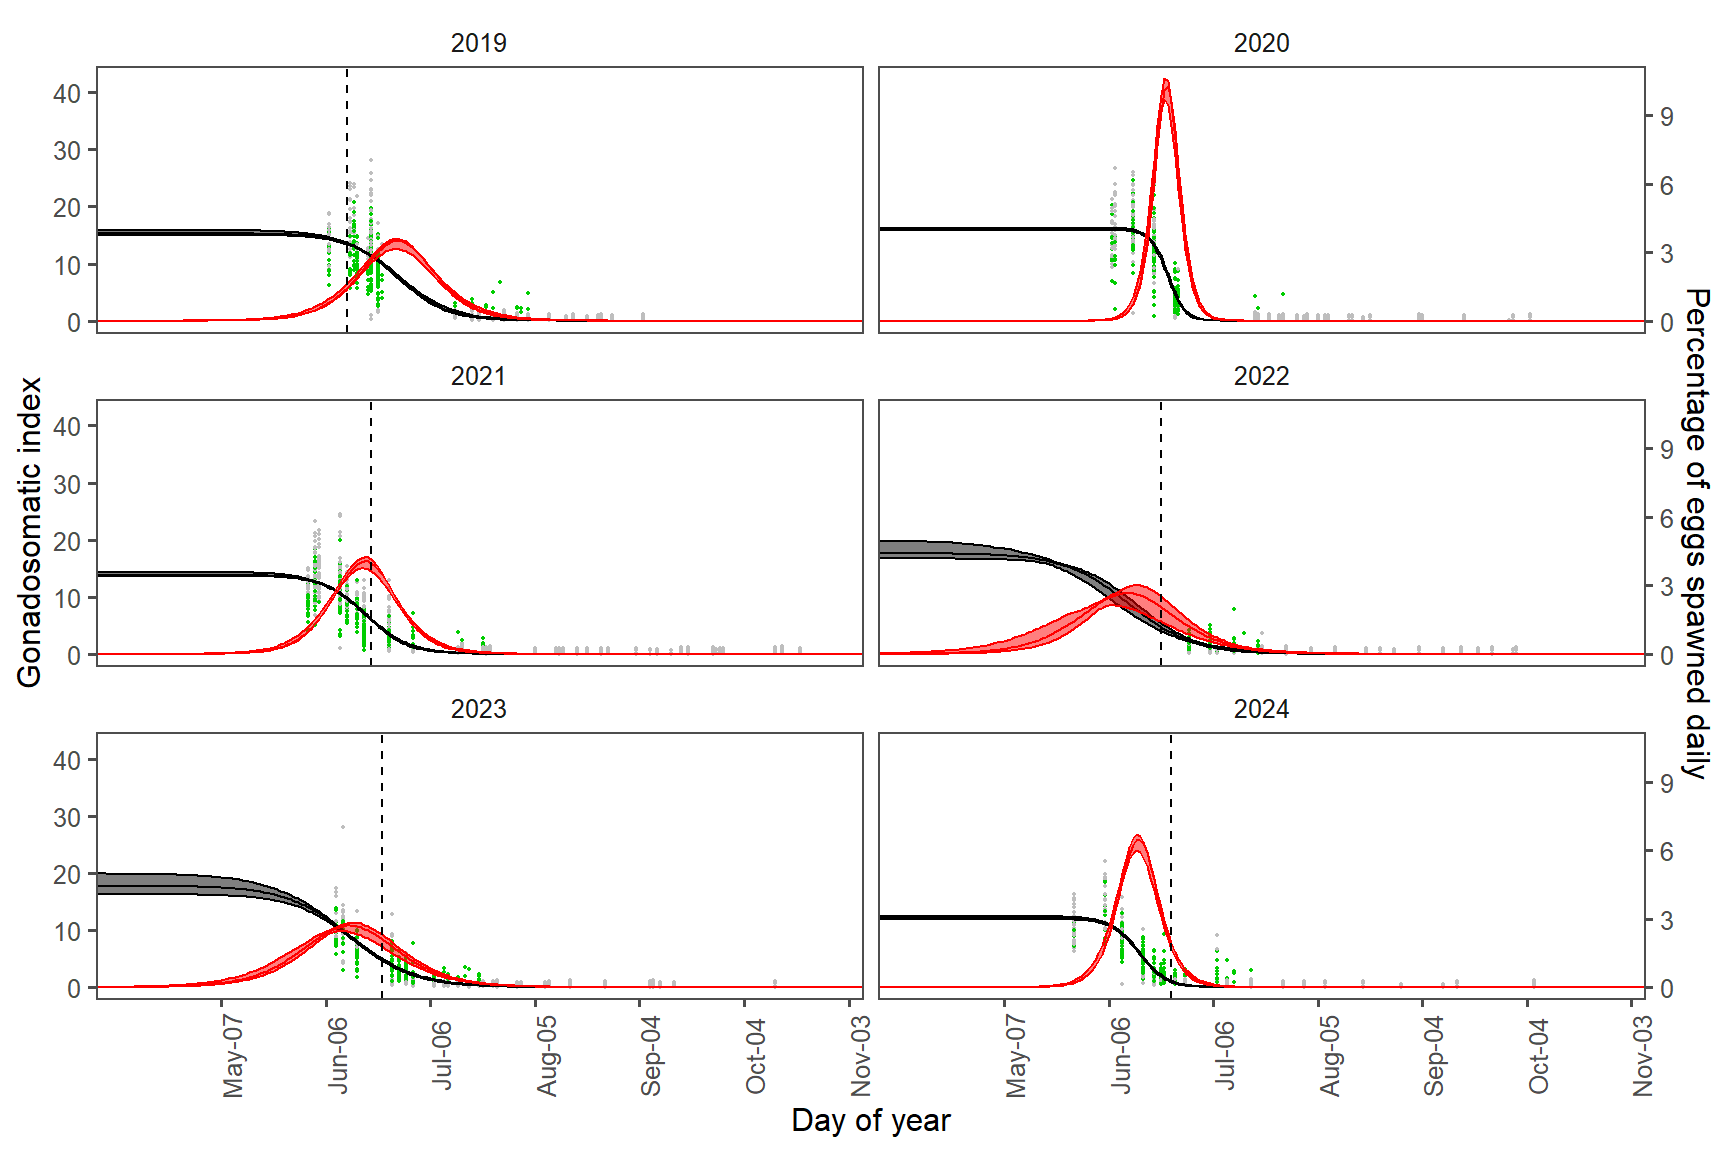 2019
2020
40
30
20
10
0
9
6
3
0
2021
2022
40
30
20
10
0
9
6
3
0
2023
2024
40
30
20
10
0
9
6
3
0
Gonadosomatic index
Percentage of eggs spawned daily
May-07
Jun-06
Jul-06
Aug-05
Sep-04
Oct-04
Nov-03
May-07
Jun-06
Jul-06
Aug-05
Sep-04
Oct-04
Nov-03
Day of year